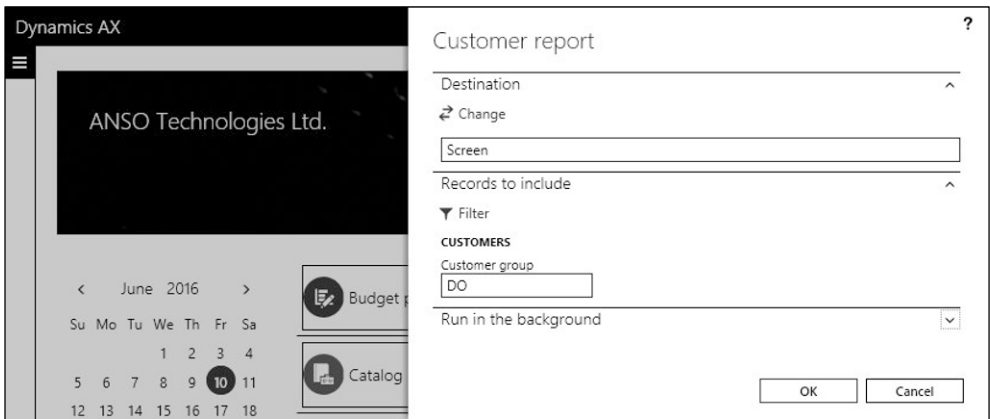 Dynamics AX
ANSO Technologies Ltd.
June 2016
Su Mo Tu We Th Fr Sa
1 2 3 4
5 6 7 8 9 10 11
12 13 14 15 16 17 18
Budget
Catalog
?
Customer report
Destination
Change
Screen
Records to include
Filter
CUSTOMERS
Customer group
DO
Run in the background
OK Cancel